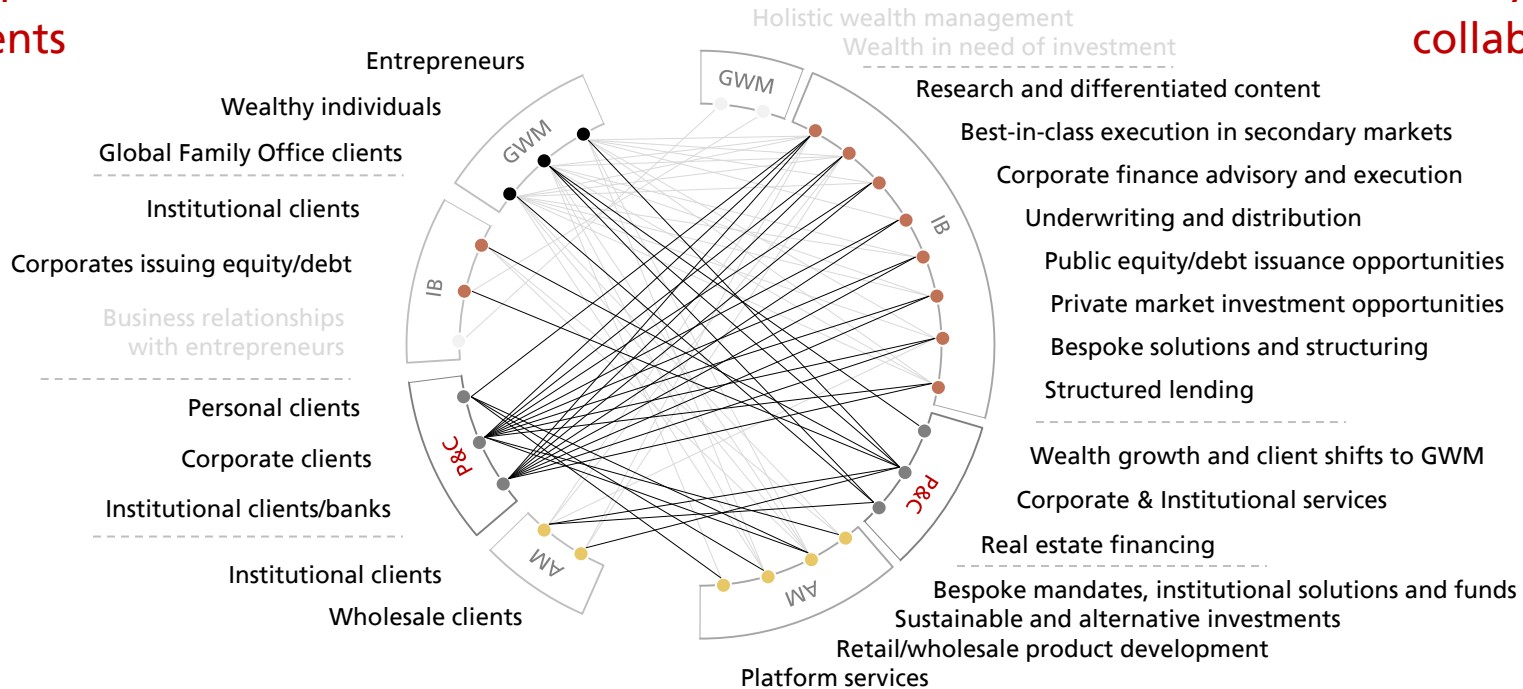 ents
collab
Entrepreneurs
Wealthy individuals
Global Family Office clients
Institutional clients
Corporates issuing equity/debt
Business relationships
with entrepreneurs
Personal clients
Corporate clients
Institutional clients/banks
Institutional clients
Wholesale clients
GWM
IB
P&C
AM
Holistic wealth management
Wealth in need of investment
Research and differentiated content
Best-in-class execution in secondary markets
Corporate finance advisory and execution
Underwriting and distribution
Public equity/debt issuance opportunities
Private market investment opportunities
Bespoke solutions and structuring
Structured lending
Wealth growth and client shifts to GWM
Corporate & Institutional services
Real estate financing
Bespoke mandates, institutional solutions and funds
Sustainable and alternative investments
Retail/wholesale product development
Platform services
GWM
IB
P&C
AM